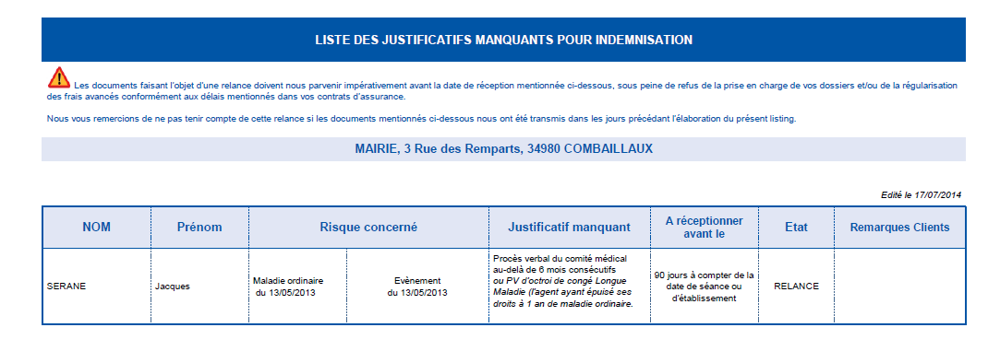 LISTE DES JUSTIFICATIFS MANQUANTS POUR INDEMNISATION
Les documents faisant l'objet d'une relance doivent nous parvenir impérativement avant la date de réception mentionnée ci-dessous, sous peine de refus de la prise en charge de vos dossiers et/ou de la régularisation
des frais avancés conformément aux délais mentionnés dans vos contrats d'assurance.
Nous vous remercions de ne pas tenir compte de cette relance si les documents mentionnés ci-dessous nous ont été transmis dans les jours précédant l'élaboration du présent listing.
MAIRIE, 3 Rue des Remparts, 34980 COMBAILLAUX
Edité le 17/07/2014
NOM Prénom Risque concerné Justificatif manquant A réceptionner avant le Etat Remarques Clients
SERANE
Jacques
Maladie ordinaire
du 13/05/2013
Evènement
du 13/05/2013
Procès verbal du comité médical
au-delà de 6 mois consécutifs
ou PV d'octroi de congé Longue
Maladie (l'agent ayant épuisé ses
droits à 1 an de maladie ordinaire.
90 jours à compter de la
date de séance ou
d'établissement
RELANCE